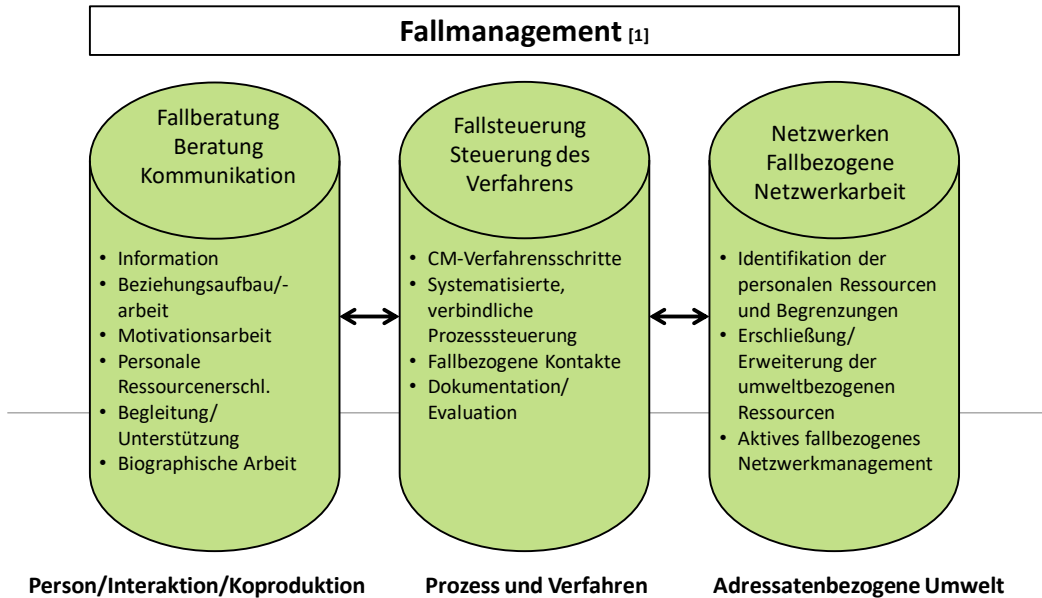 Fallmanagement [1]
Fallberatung
Beratung
Kommunikation
• Information
• Beziehungsaufbau/-
arbeit
• Motivationsarbeit
• Personale
Ressourcenerschl.
• Begleitung/
Unterstützung
• Biographische Arbeit
Person/Interaktion/Koproduktion
Fallsteuerung
Steuerung des
Verfahrens
• CM-Verfahrensschritte
• Systematisierte,
verbindliche
Prozesssteuerung
• Fallbezogene Kontakte
• Dokumentation/
Evaluation
Prozess und Verfahren
Netzwerken
Fallbezogene
Netzwerkarbeit
• Identifikation der
personalen Ressourcen
und Begrenzungen
• Erschließung/
Erweiterung der
umweltbezogenen
Ressourcen
• Aktives fallbezogenes
Netzwerkmanagement
Adressatenbezogene Umwelt